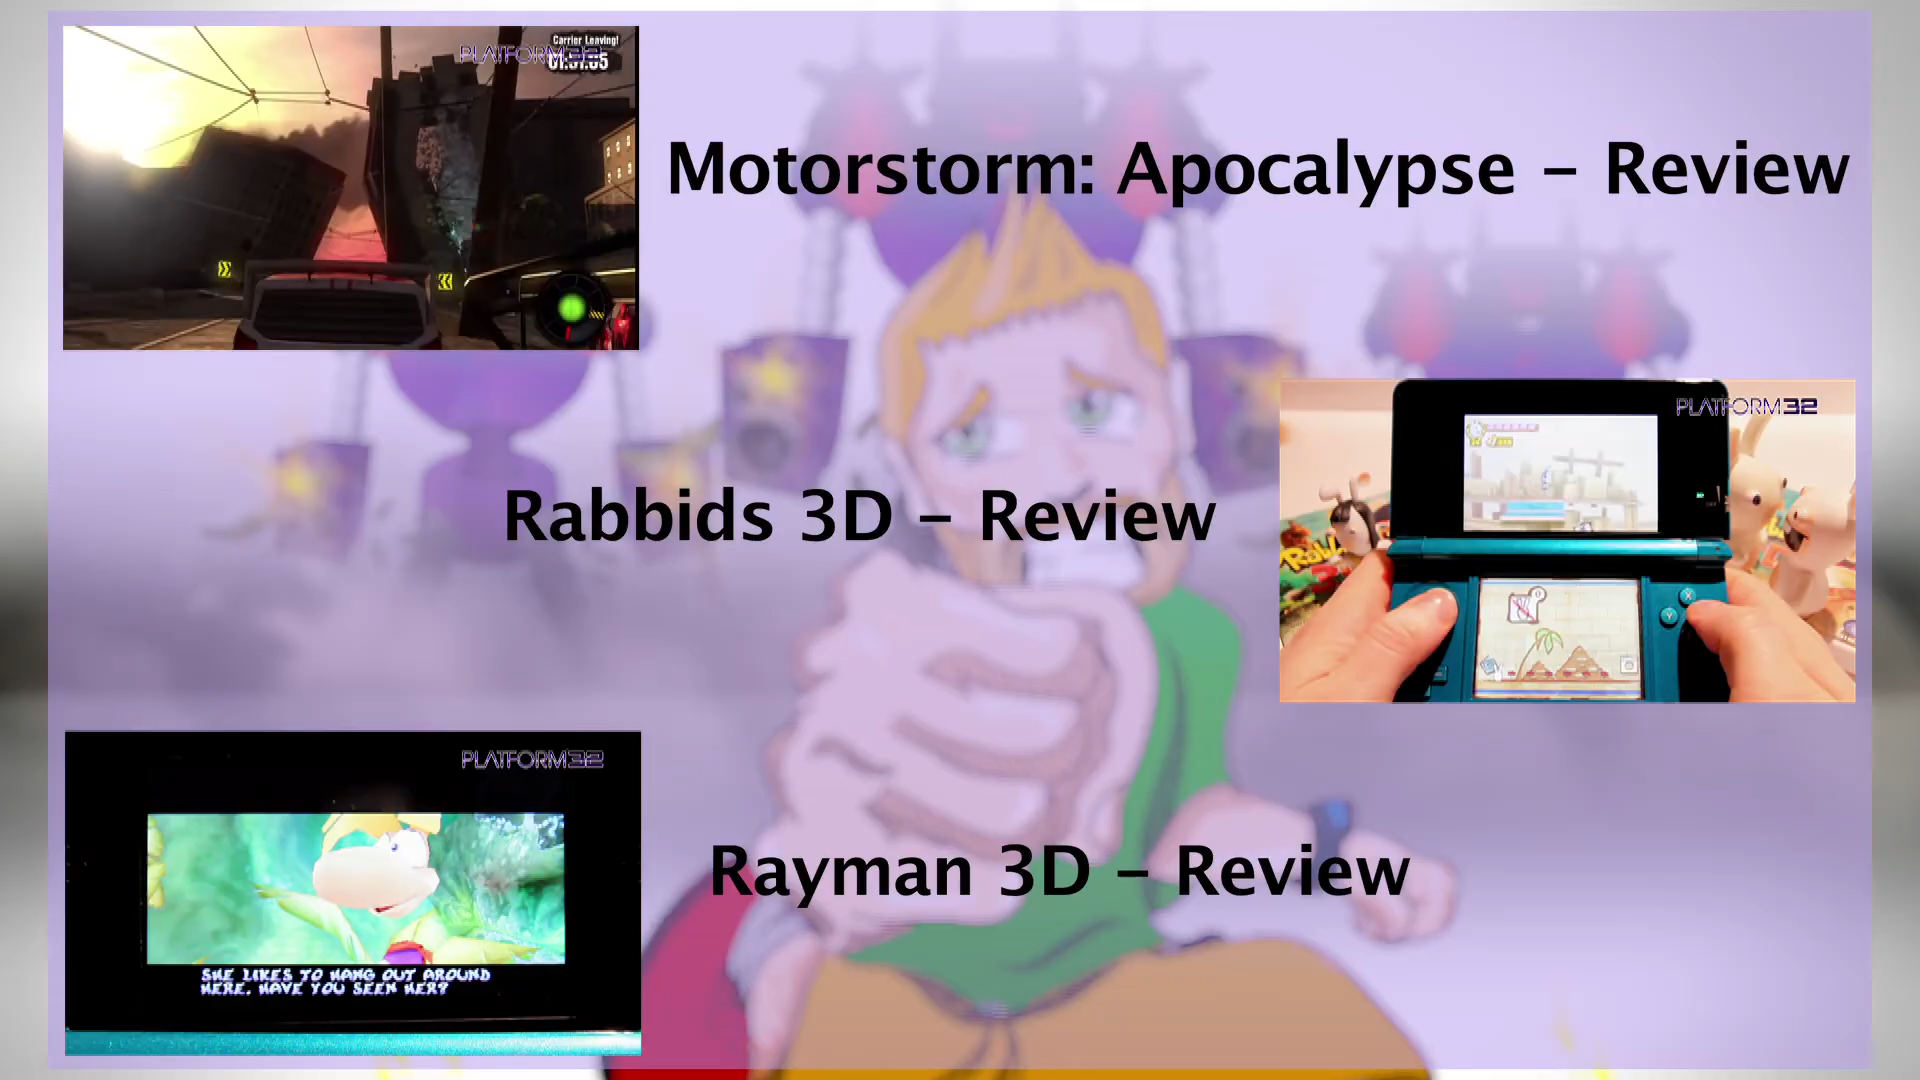 PLATFORM32
Carrier Leaving!
Motorstorm: Apocalypse – Review
PLATFORM32
Rabbids 3D – Review
X
Y
PLATFORM32
Rayman 3D – Review
SHE LIKES TO HANG OUT AROUND
HERE. HAVE YOU SEEN HER?